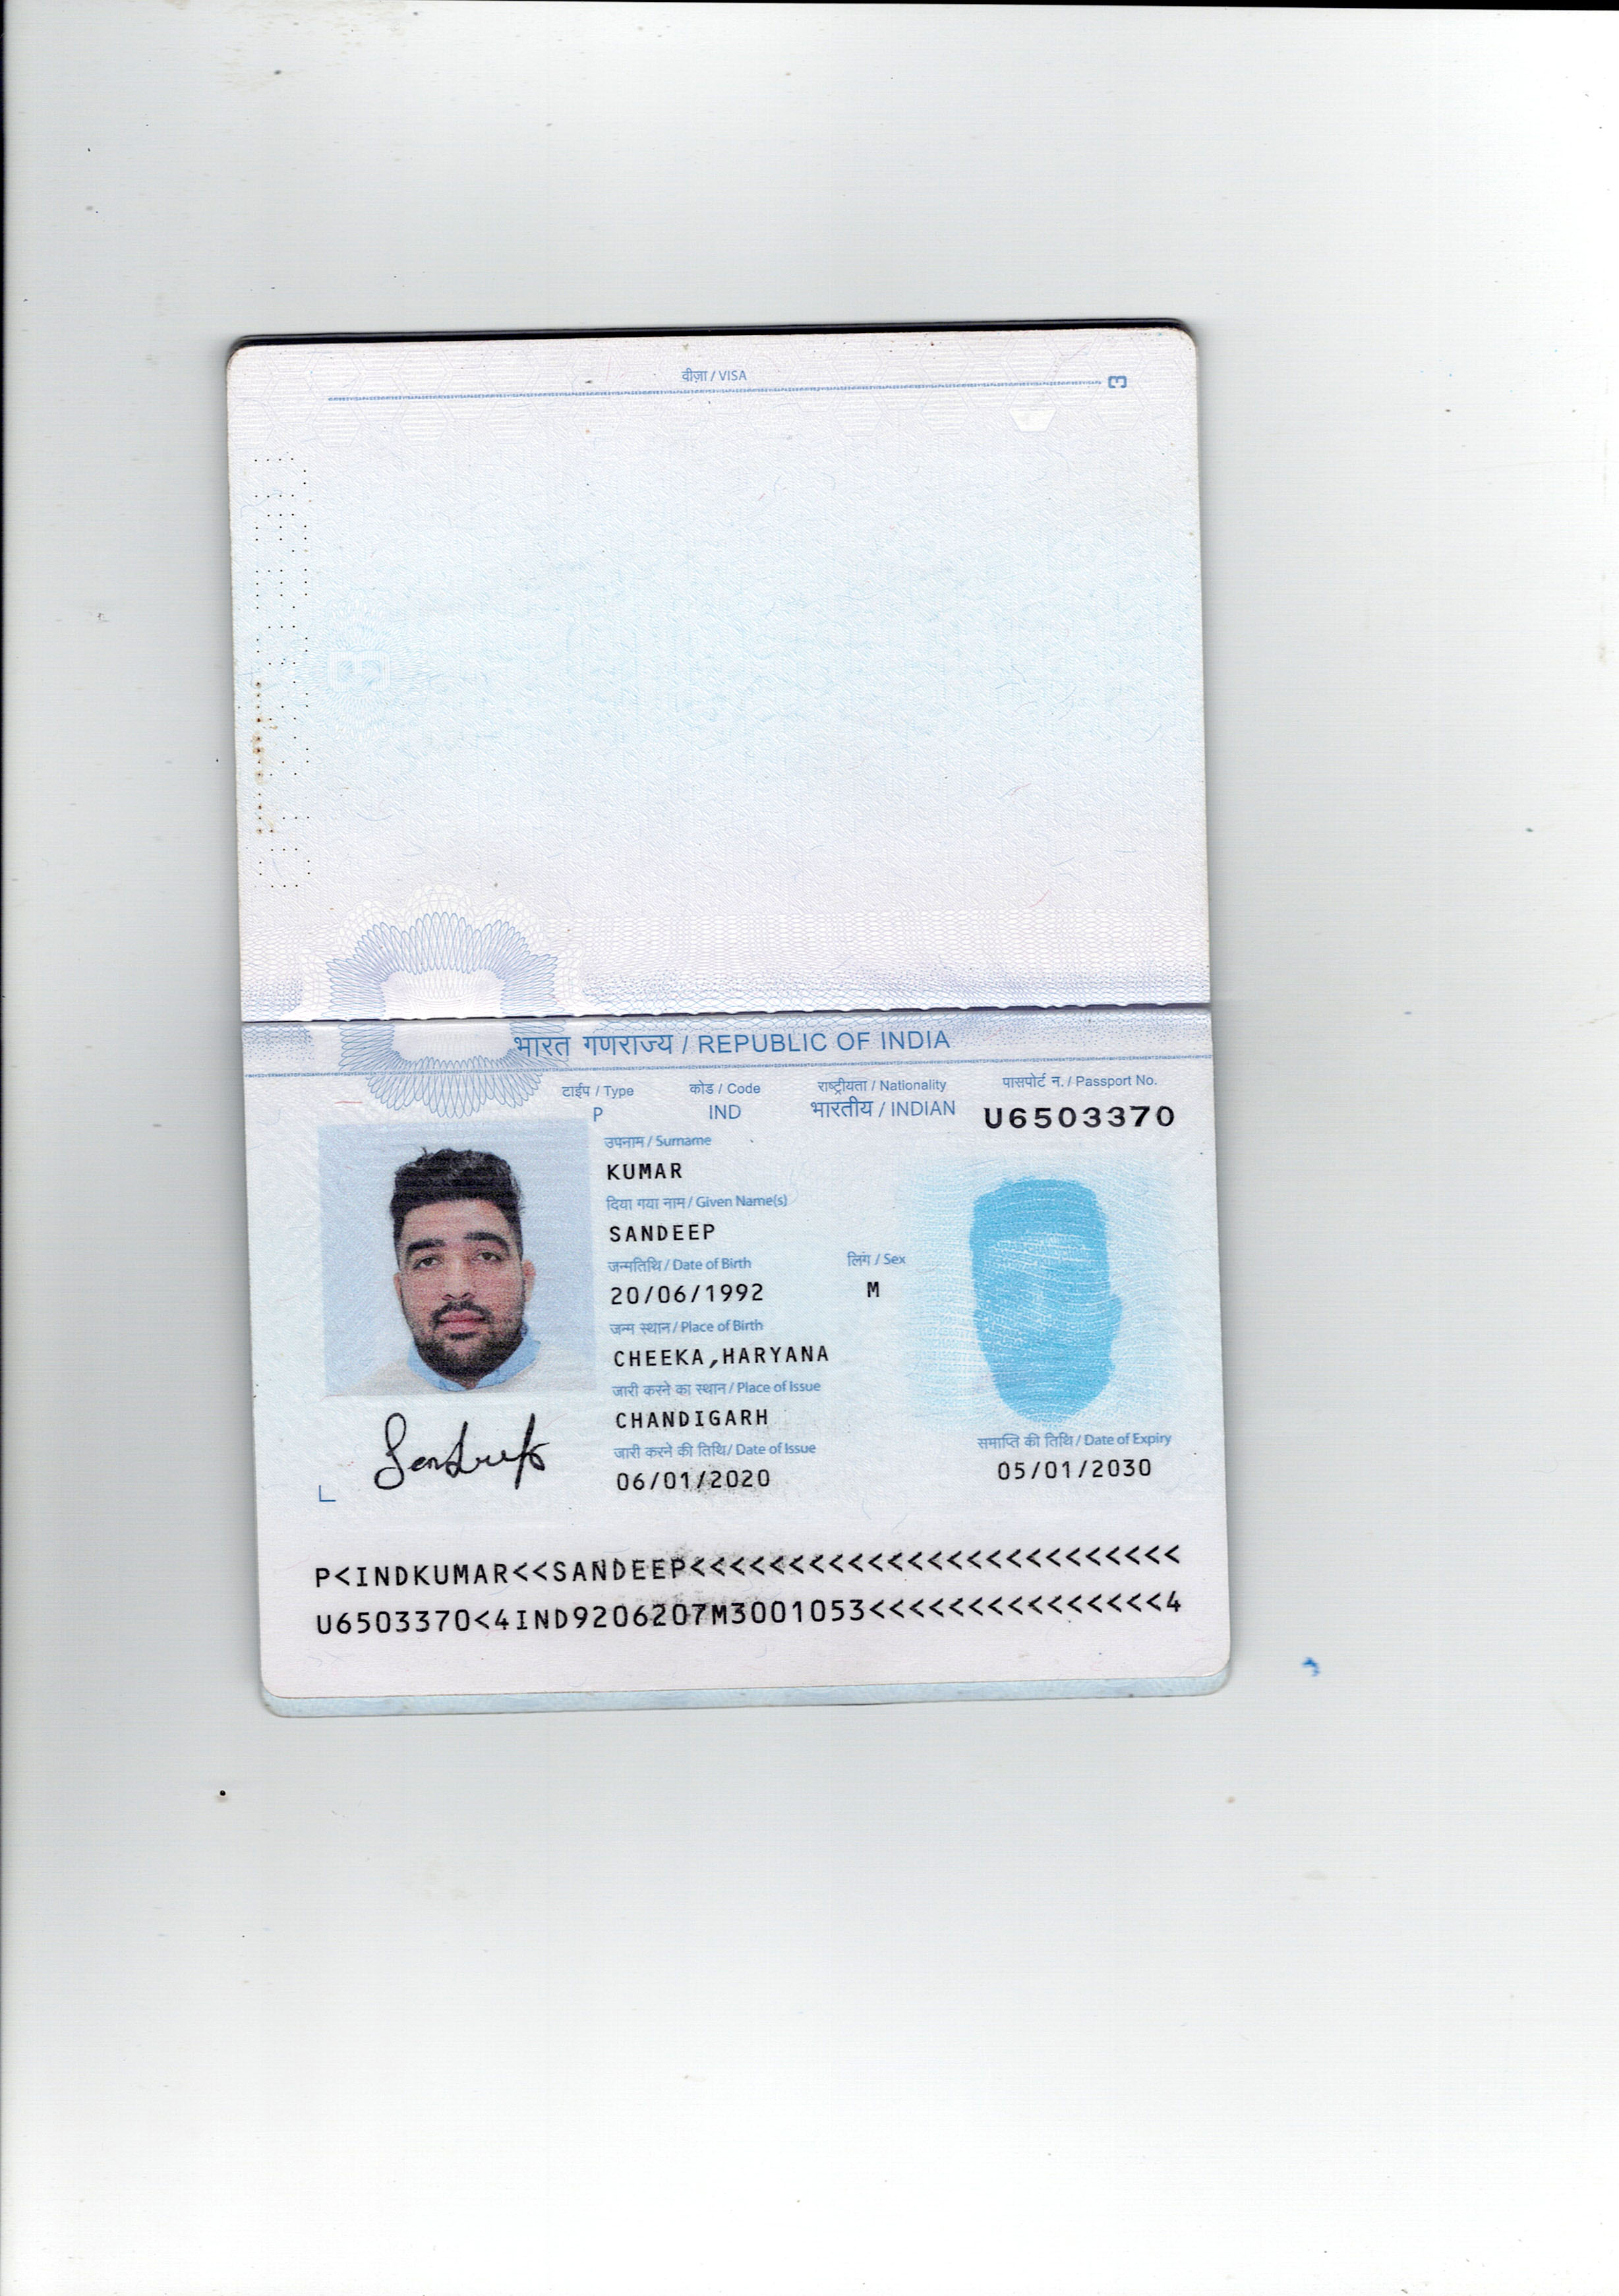 वीज़ा / VISA
3
भारत गणराज्य / REPUBLIC OF INDIA
टाईप / Type कोड / Code राष्ट्रीयता / Nationality पासपोर्ट न. / Passport No.
P IND भारतीय / INDIAN U6503370
उपनाम / Surname
KUMAR
दिया गया नाम / Given Name(s)
SANDEEP
जन्मतिथि / Date of Birth लिंग / Sex
20/06/1992 M
जन्म स्थान / Place of Birth
CHEEKA,HARYANA
जारी करने का स्थान / Place of Issue
CHANDIGARH
जारी करने की तिथि / Date of Issue समाप्ति की तिथि / Date of Expiry
06/01/2020 05/01/2030
Sandeep
P<INDKUMAR<<SANDEEP<<<<<<<<<<<<<<<<<<<<<<<<<
U6503370<4IND9206207M3001053<<<<<<<<<<<<<<<4